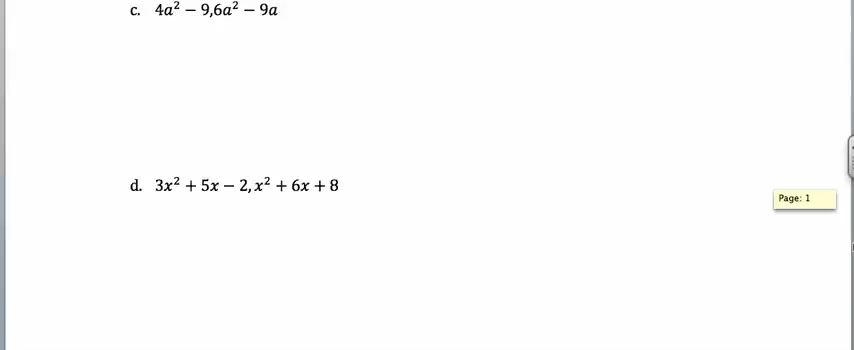 c. 4a² − 9,6a² − 9a
d. 3x² + 5x − 2, x² + 6x + 8
Page: 1